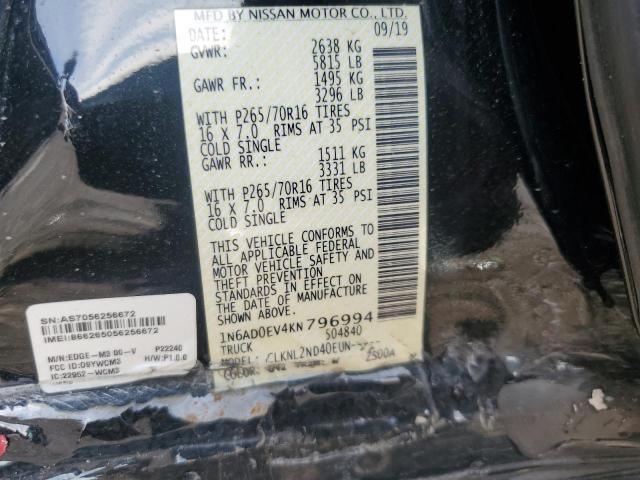 MFD BY NISSAN MOTOR CO., LTD.
DATE: 09/19
GVWR: 2638 KG
5815 LB
GAWR FR.: 1495 KG
3296 LB
WITH P265/70R16 TIRES
16 X 7.0 RIMS AT 35 PSI
COLD SINGLE
GAWR RR.: 1511 KG
3331 LB
WITH P265/70R16 TIRES
16 X 7.0 RIMS AT 35 PSI
COLD SINGLE
THIS VEHICLE CONFORMS TO
ALL APPLICABLE FEDERAL
MOTOR VEHICLE SAFETY AND
THEFT PREVENTION
STANDARDS IN EFFECT ON
THE DATE OF MANUFACTURE
SHOWN ABOVE.
1N6AD0EV4KN796994
TRUCK S04840
COLOR:
SN:AS7056256672
IMEI:866265056256672
M/N:EDGE-M3 00-V P22240
FCC ID:09YWCM3 H/W:P1.0.0
IC:22952-WCM3